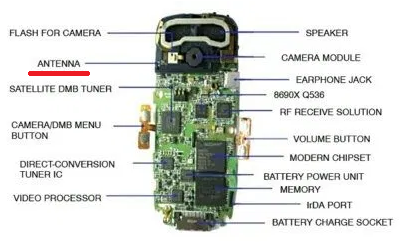 FLASH FOR CAMERA
SPEAKER
ANTENNA
CAMERA MODULE
SATELLITE DMB TUNER
EARPHONE JACK
8690X Q536
RF RECEIVE SOLUTION
CAMERA/DMB MENU
BUTTON
VOLUME BUTTON
MODERN CHIPSET
DIRECT-CONVERSION
TUNER IC
BATTERY POWER UNIT
MEMORY
VIDEO PROCESSOR
IrDA PORT
BATTERY CHARGE SOCKET